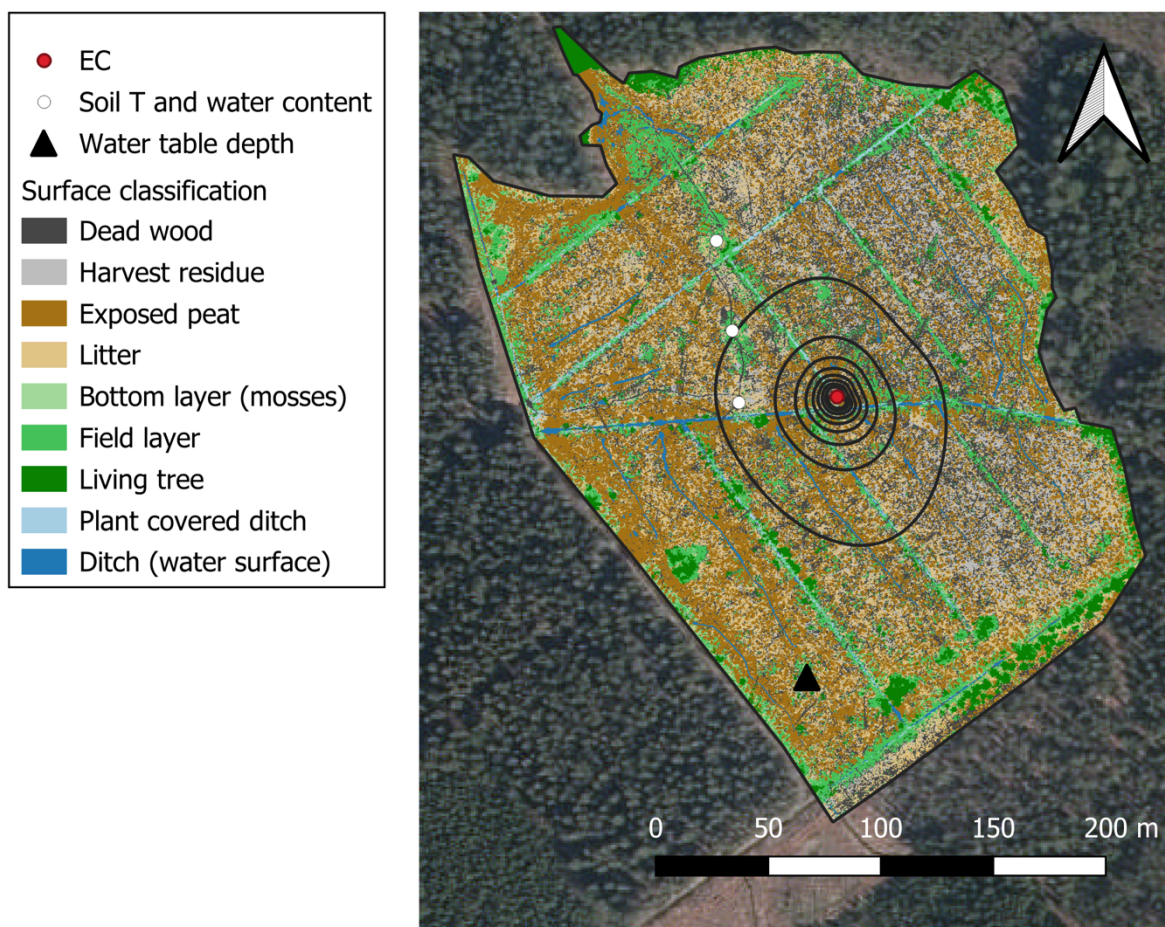 EC
Soil T and water content
Water table depth
Surface classification
Dead wood
Harvest residue
Exposed peat
Litter
Bottom layer (mosses)
Field layer
Living tree
Plant covered ditch
Ditch (water surface)
0 50 100 150 200 m